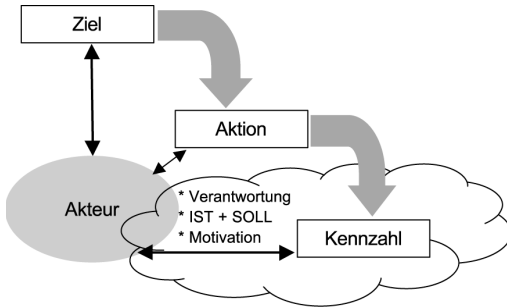 Ziel
Aktion
Akteur
* Verantwortung
* IST + SOLL
* Motivation
Kennzahl